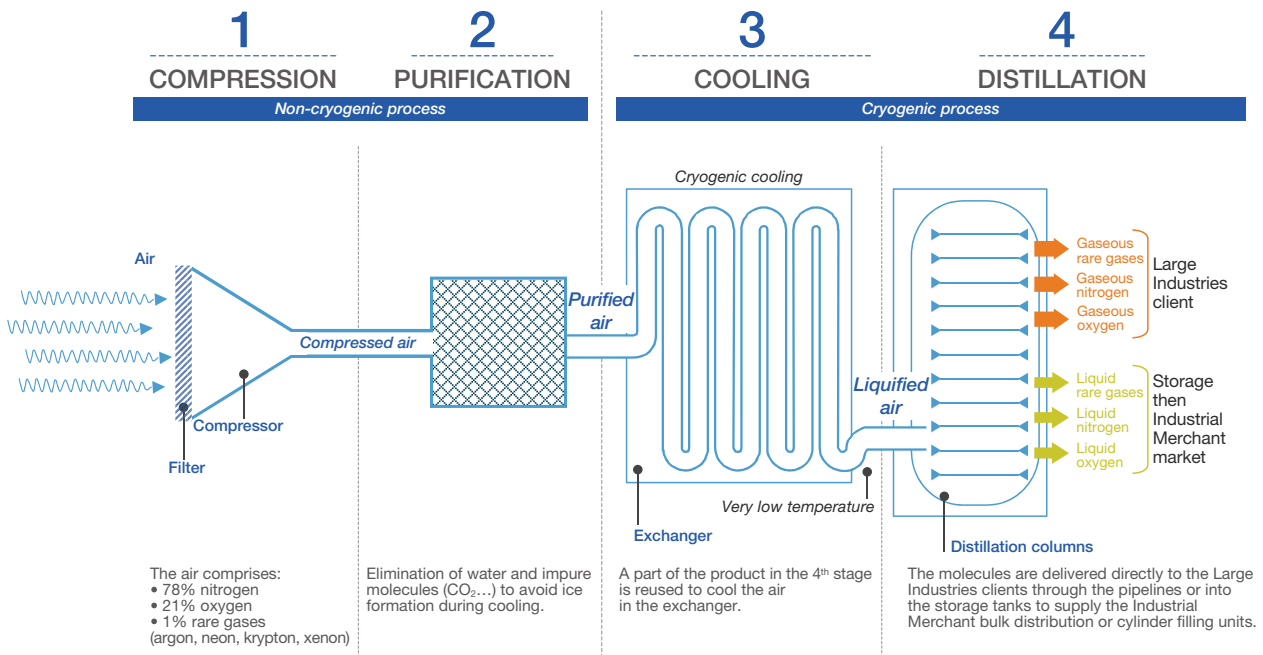 1
COMPRESSION
2
PURIFICATION
Non-cryogenic process
3
COOLING
4
DISTILLATION
Cryogenic process
Air
Compressed air
Compressor
Filter
Purified
air
Cryogenic cooling
Liquified
air
Very low temperature
Exchanger
Gaseous
rare gases
Gaseous
nitrogen
Gaseous
oxygen
Large
Industries
client
Liquid
rare gases
Liquid
nitrogen
Liquid
oxygen
Storage
then
Industrial
Merchant
market
Distillation columns
The air comprises:
• 78% nitrogen
• 21% oxygen
• 1% rare gases
(argon, neon, krypton, xenon)
Elimination of water and impure
molecules (CO₂…) to avoid ice
formation during cooling.
A part of the product in the 4ᵗʰ stage
is reused to cool the air
in the exchanger.
The molecules are delivered directly to the Large
Industries clients through the pipelines or into
the storage tanks to supply the Industrial
Merchant bulk distribution or cylinder filling units.